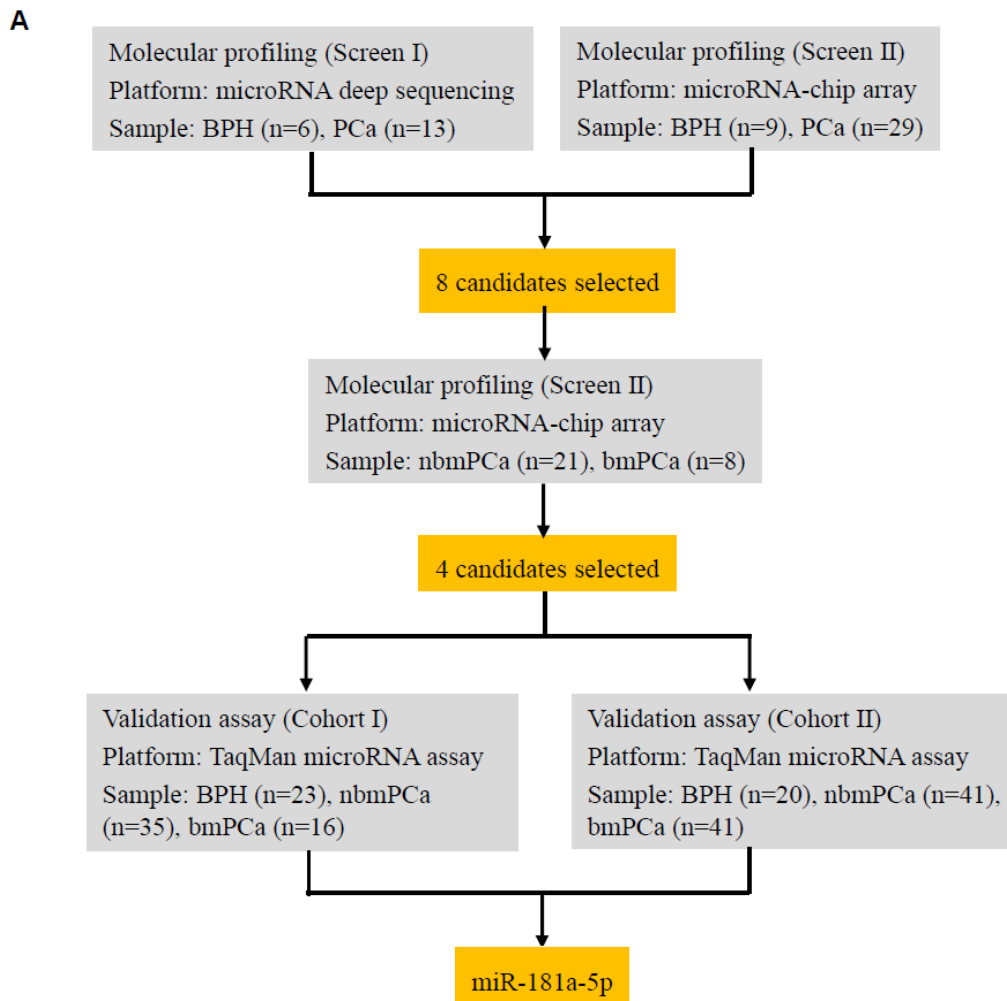 A
Molecular profiling (Screen I)
Platform: microRNA deep sequencing
Sample: BPH (n=6), PCa (n=13)
Molecular profiling (Screen II)
Platform: microRNA-chip array
Sample: BPH (n=9), PCa (n=29)
8 candidates selected
Molecular profiling (Screen II)
Platform: microRNA-chip array
Sample: nbmPCa (n=21), bmPCa (n=8)
4 candidates selected
Validation assay (Cohort I)
Platform: TaqMan microRNA assay
Sample: BPH (n=23), nbmPCa
(n=35), bmPCa (n=16)
Validation assay (Cohort II)
Platform: TaqMan microRNA assay
Sample: BPH (n=20), nbmPCa (n=41),
bmPCa (n=41)
miR-181a-5p